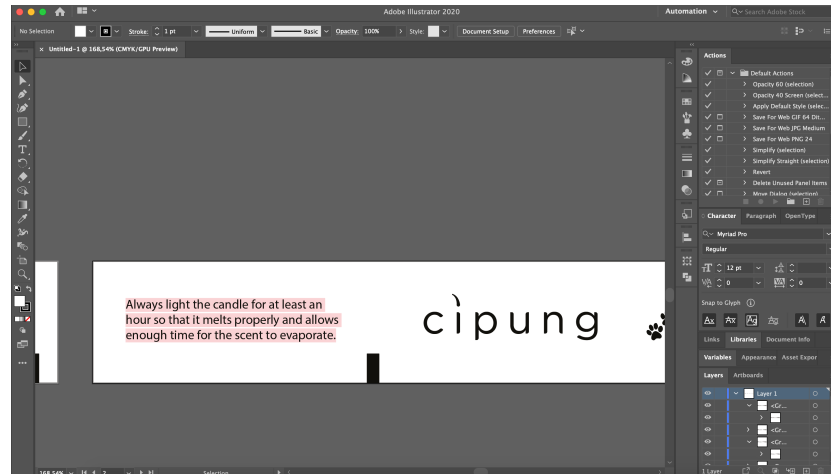 Adobe Illustrator 2020
Automation
Search Adobe Stock
No Selection
Stroke:
1 pt
Uniform
Basic
Opacity:
100%
Style:
Document Setup
Preferences
× Untitled-1 @ 168,54% (CMYK/GPU Preview)
Always light the candle for at least an
hour so that it melts properly and allows
enough time for the scent to evaporate.
cìpung
Actions
Default Actions
Opacity 60 (selection)
Opacity 40 Screen (select...
Apply Default Style (selec...
Save For Web GIF 64 Dit...
Save For Web JPG Medium
Save For Web PNG 24
Simplify (selection)
Simplify Straight (selection)
Revert
Delete Unused Panel Items
Move Dialog (selection)
Character
Paragraph
OpenType
Myriad Pro
Regular
12 pt
0
0
Snap to Glyph
Links
Libraries
Document Info
Variables
Appearance
Asset Expor
Layers
Artboards
Layer 1
<Gr...
<Gr...
<Gr...
168,54%
2
Selection
1 Layer